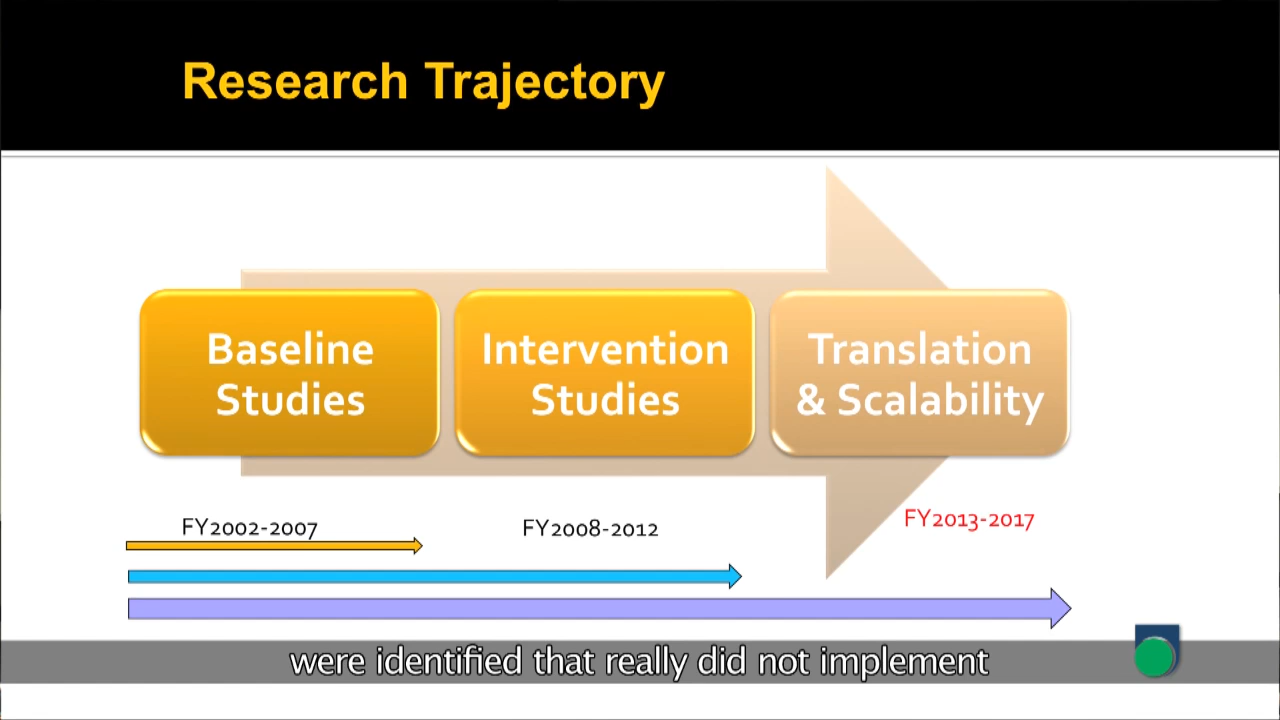 Research Trajectory
Baseline
Studies
Intervention
Studies
Translation
& Scalability
FY2002-2007
FY2008-2012
FY2013-2017
were identified that really did not implement